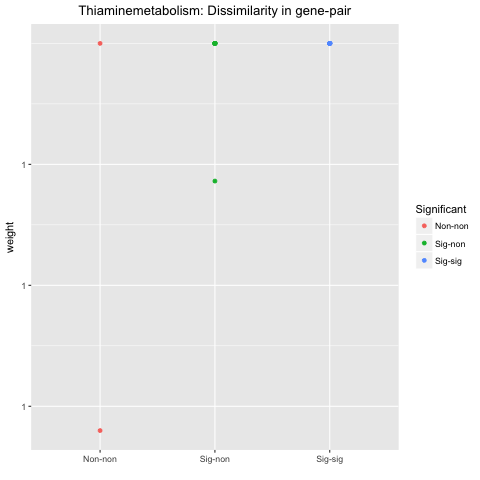 Thiaminemetabolism: Dissimilarity in gene-pair
weight
1
1
1
Non-non
Sig-non
Sig-sig
Significant
Non-non
Sig-non
Sig-sig